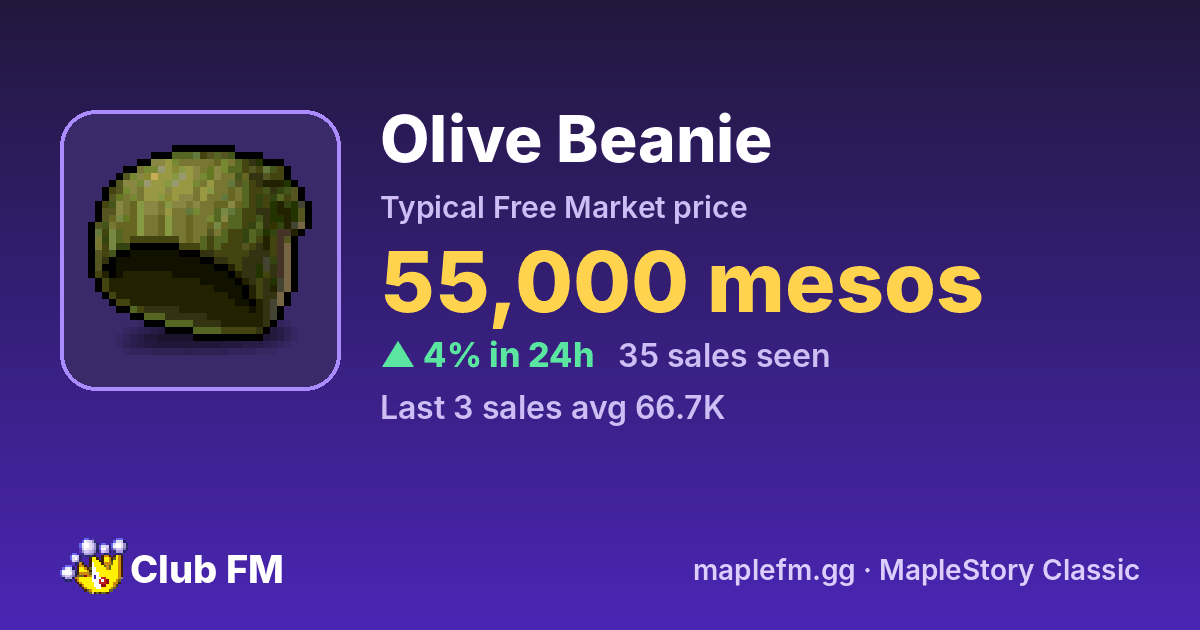 Olive Beanie
Typical Free Market price
55,000 mesos
▲ 4% in 24h 35 sales seen
Last 3 sales avg 66.7K
Club FM
maplefm.gg · MapleStory Classic